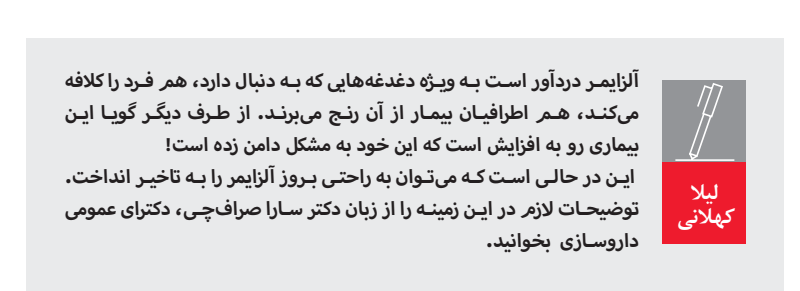 آلزایمر دردآور است به ویژه دغدغه‌هایی که به دنبال دارد، هم فرد را کلافه
می‌کند، هم اطرافیان بیمار از آن رنج می‌برند. از طرف دیگر گویا این
بیماری رو به افزایش است که این خود به مشکل دامن زده است!
این در حالی است که می‌توان به راحتی بروز آلزایمر را به تاخیر انداخت.
توضیحات لازم در این زمینه را از زبان دکتر سارا صراف‌چی، دکترای عمومی
داروسازی بخوانید.
لیلا
کهلانی